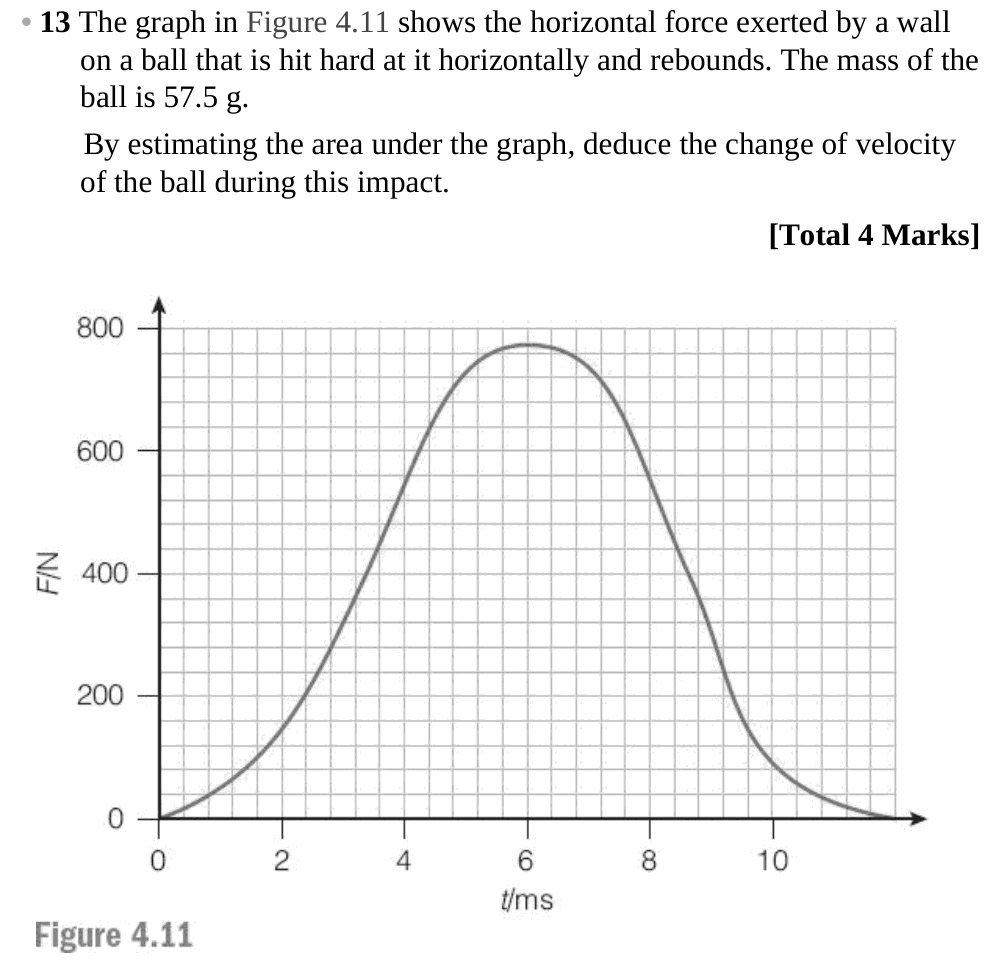 • 13 The graph in Figure 4.11 shows the horizontal force exerted by a wall
on a ball that is hit hard at it horizontally and rebounds. The mass of the
ball is 57.5 g.
By estimating the area under the graph, deduce the change of velocity
of the ball during this impact.
[Total 4 Marks]
800
600
F/N
400
200
0
0 2 4 6 8 10
t/ms
Figure 4.11